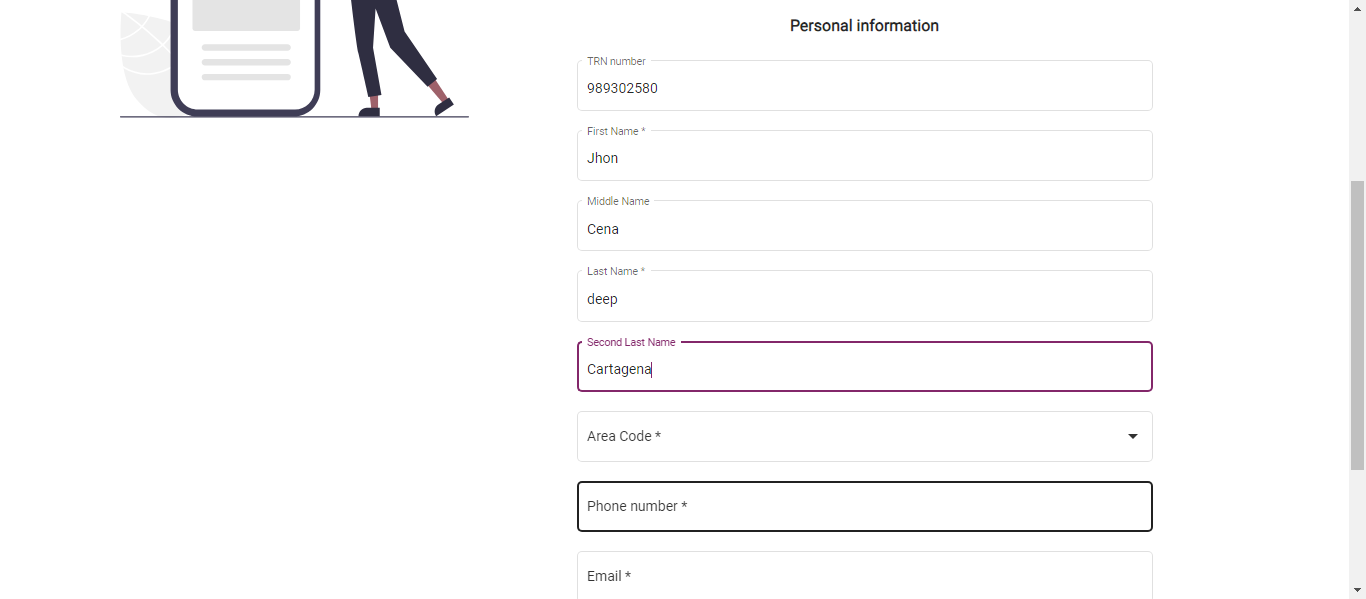 Personal information
TRN number
989302580
First Name *
Jhon
Middle Name
Cena
Last Name *
deep
Second Last Name
Cartagena
Area Code *
Phone number *
Email *